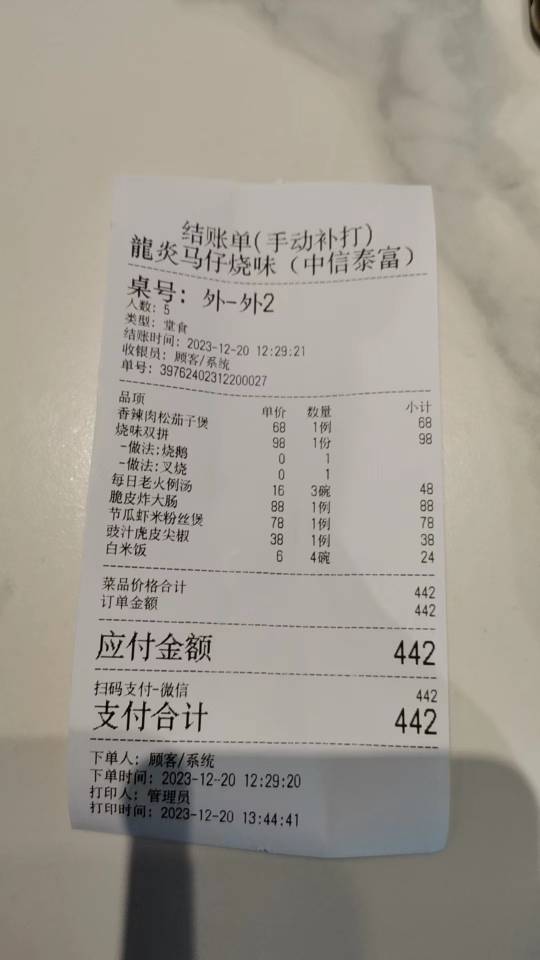 结账单(手动补打)
龍炎马仔烧味（中信泰富）
桌号: 外-外2
人数: 5
类型: 堂食
结账时间: 2023-12-20 12:29:21
收银员: 顾客/系统
单号: 39762402312200027
品项 单价 数量 小计
香辣肉松茄子煲 68 1例 68
烧味双拼 98 1份 98
-做法:烧鹅 0 1
-做法:叉烧 0 1
每日老火例汤 16 3碗 48
脆皮炸大肠 88 1例 88
节瓜虾米粉丝煲 78 1例 78
豉汁虎皮尖椒 38 1例 38
白米饭 6 4碗 24
菜品价格合计 442
订单金额 442
应付金额 442
扫码支付-微信 442
支付合计 442
下单人: 顾客/系统
下单时间: 2023-12-20 12:29:20
打印人: 管理员
打印时间: 2023-12-20 13:44:41